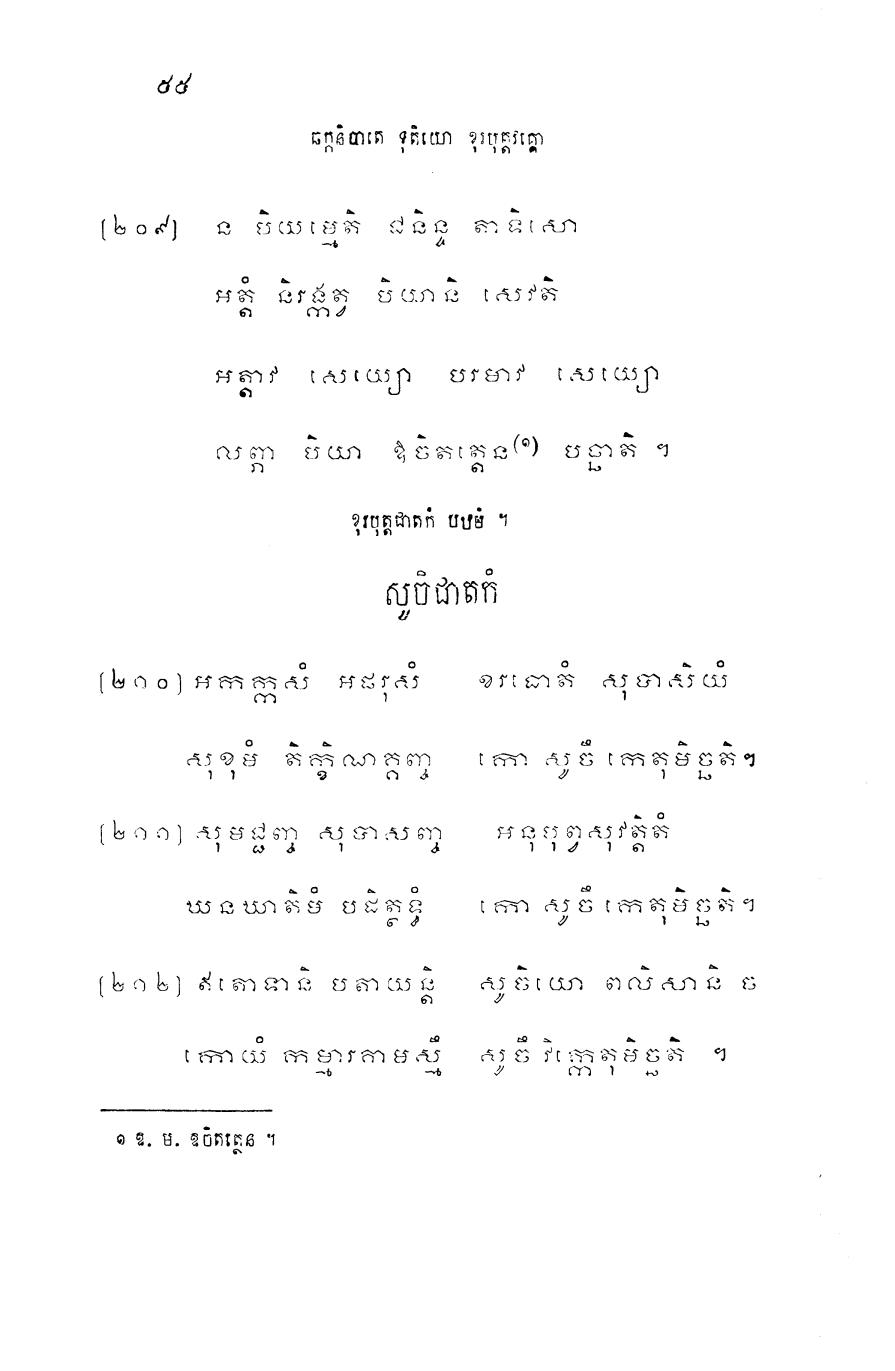 ៥៥
ឆក្កនិបាតេ ទុតិយោ ខុរបុត្តវគ្គោ
(២០៩) ន បិយម្មេតិ ជនិន្ទ តាទិសោ
អត្តំ និរង្កត្វ បិយានិ សេវតិ
អត្តាវ សេយ្យោ បរមាវ សេយ្យោ
លព្ភា បិយា ឱចិតត្តេន(១) បច្ឆាតិ ។
ខុរបុត្តជាតកំ បឋមំ ។
សូចិជាតកំ
(២១០) អកក្កសំ អផរុសំ ខរធោតំ សុបាសិយំ
សុខុមំ តិក្ខិណគ្គញ្ច កោ សូចឹ កេតុមិច្ឆតិ។
(២១១) សុមជ្ជញ្ច សុបាសញ្ច អនុបុព្វសុវត្តិតំ
ឃនឃាតិមំ បដិត្ថទ្ធំ កោ សូចឹ កេតុមិច្ឆតិ។
(២១២) ឥតោទានិ បតាយន្តិ សូចិយោ ពលិសានិ ច
កោយំ កម្មារគាមស្មឹ សូចឹ វិក្កេតុមិច្ឆតិ ។
១ ឱ. ម. ឧចិតត្ថេន ។